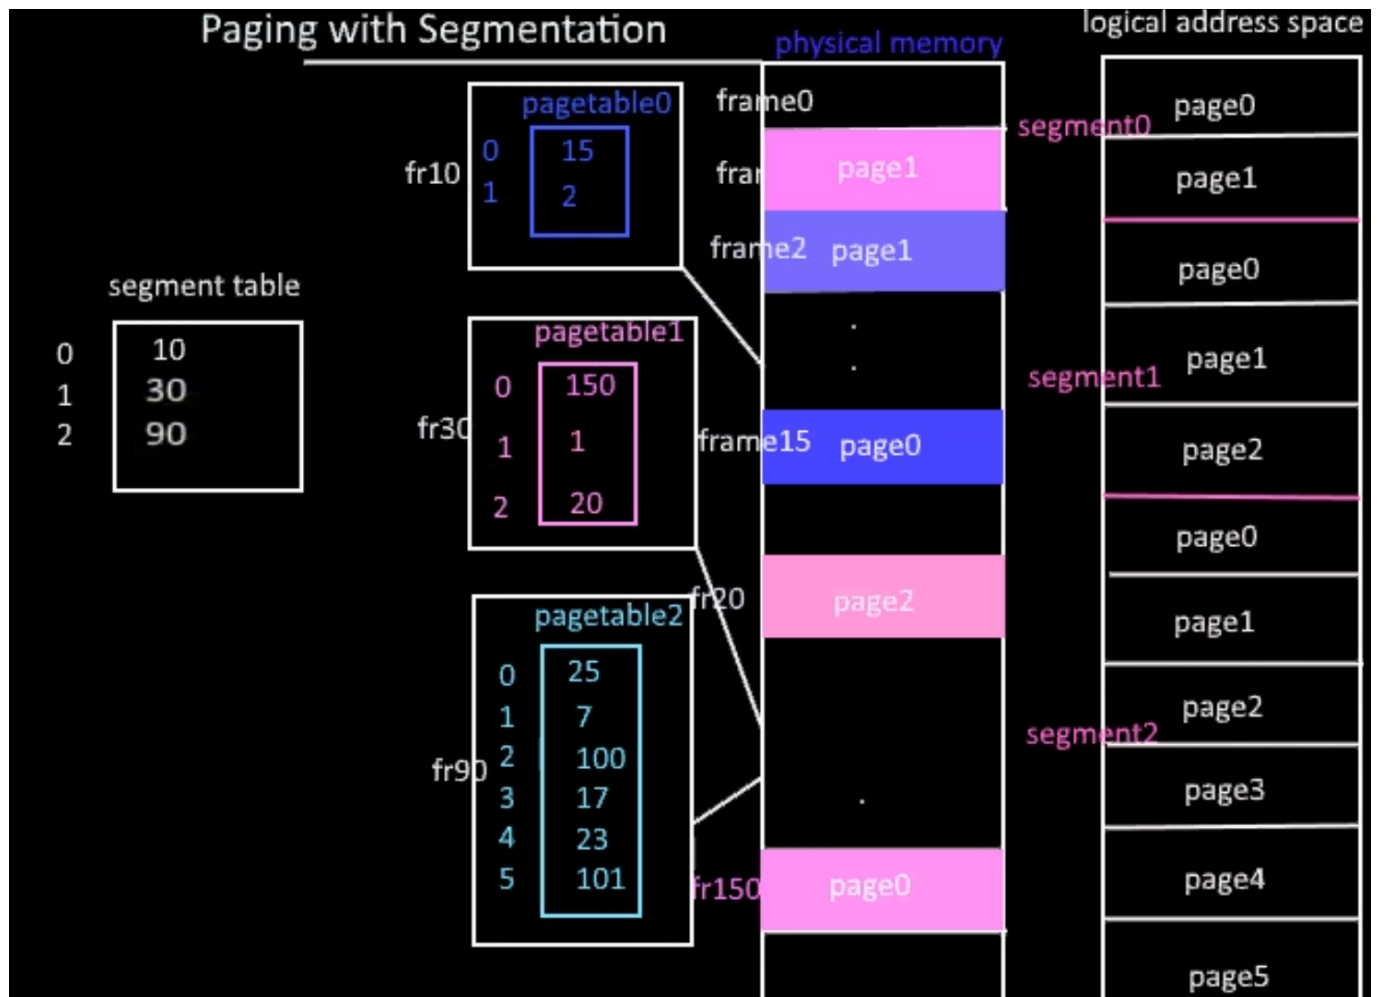 Paging with Segmentation
physical memory
logical address space
segment table
0 10
1 30
2 90
fr10
pagetable0
0 15
1 2
fr30
pagetable1
0 150
1 1
2 20
fr90
pagetable2
0 25
1 7
2 100
3 17
4 23
5 101
frame0
fra page1
frame2 page1
.
.
frame15 page0
fr20 page2
.
fr150 page0
segment0
page0
page1
segment1
page0
page1
page2
segment2
page0
page1
page2
page3
page4
page5